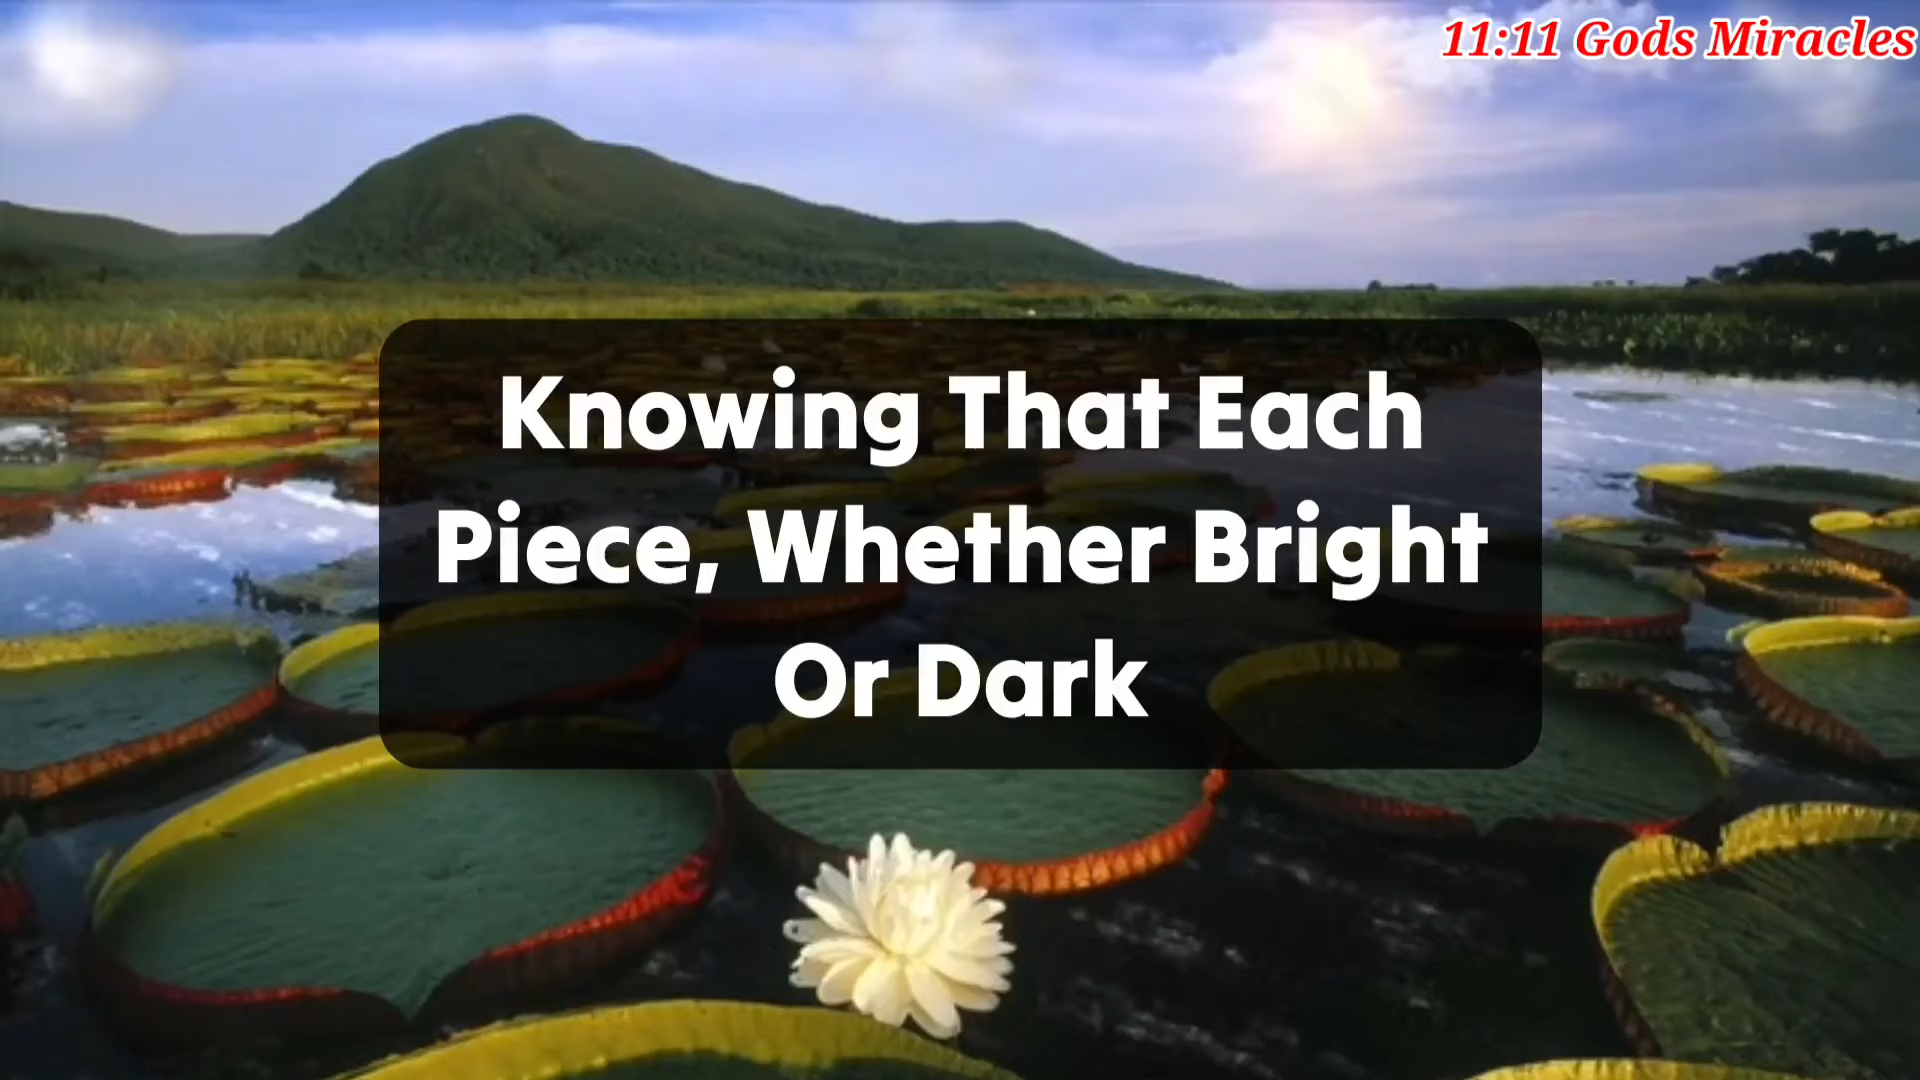 11:11 Gods Miracles
Knowing That Each
Piece, Whether Bright
Or Dark